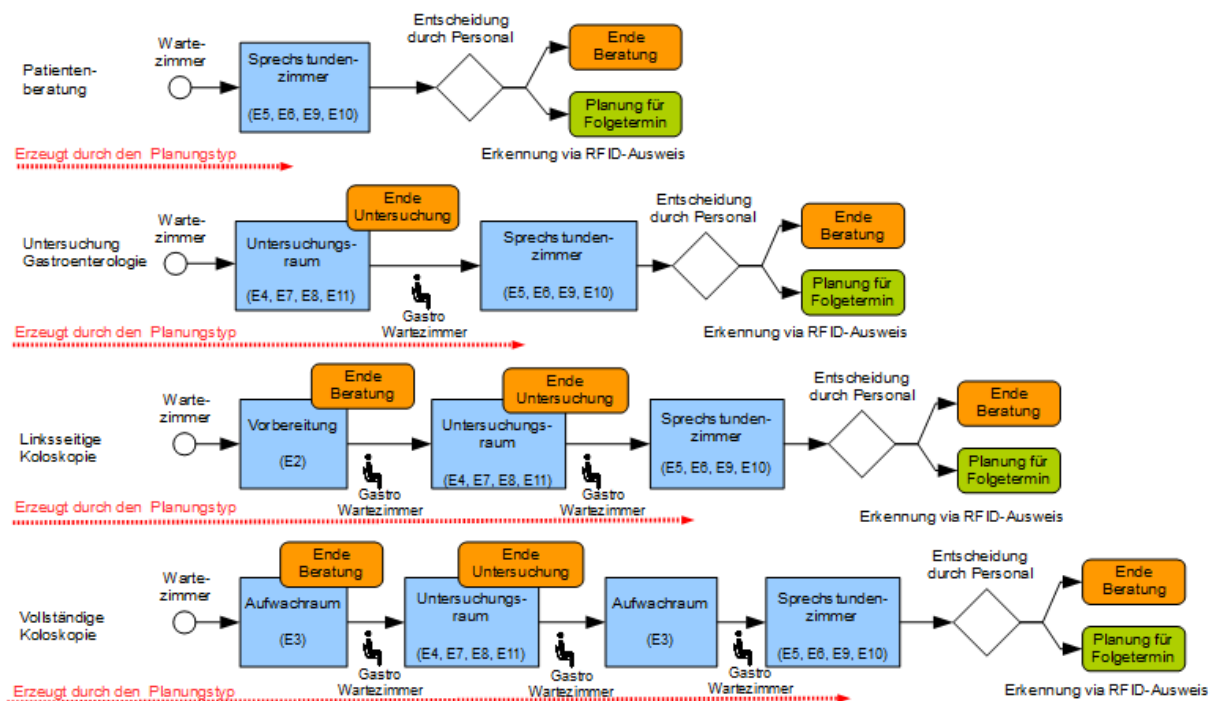 Patienten-
beratung
Warte-
zimmer
Sprechstunden-
zimmer
(E5, E6, E9, E10)
Entscheidung
durch Personal
Ende
Beratung
Planung für
Folgetermin
Erkennung via RFID-Ausweis
Erzeugt durch den Planungstyp
Untersuchung
Gastroenterologie
Warte-
zimmer
Untersuchungs-
raum
(E4, E7, E8, E11)
Ende
Untersuchung
Gastro
Wartezimmer
Sprechstunden-
zimmer
(E5, E6, E9, E10)
Entscheidung
durch Personal
Ende
Beratung
Planung für
Folgetermin
Erkennung via RFID-Ausweis
Erzeugt durch den Planungstyp
Linksseitige
Koloskopie
Warte-
zimmer
Vorbereitung
(E2)
Ende
Beratung
Gastro
Wartezimmer
Untersuchungs-
raum
(E4, E7, E8, E11)
Ende
Untersuchung
Gastro
Wartezimmer
Sprechstunden-
zimmer
(E5, E6, E9, E10)
Entscheidung
durch Personal
Ende
Beratung
Planung für
Folgetermin
Erkennung via RFID-Ausweis
Erzeugt durch den Planungstyp
Vollständige
Koloskopie
Warte-
zimmer
Aufwachraum
(E3)
Ende
Beratung
Gastro
Wartezimmer
Untersuchungs-
raum
(E4, E7, E8, E11)
Ende
Untersuchung
Gastro
Wartezimmer
Aufwachraum
(E3)
Gastro
Wartezimmer
Sprechstunden-
zimmer
(E5, E6, E9, E10)
Entscheidung
durch Personal
Ende
Beratung
Planung für
Folgetermin
Erkennung via RFID-Ausweis
Erzeugt durch den Planungstyp